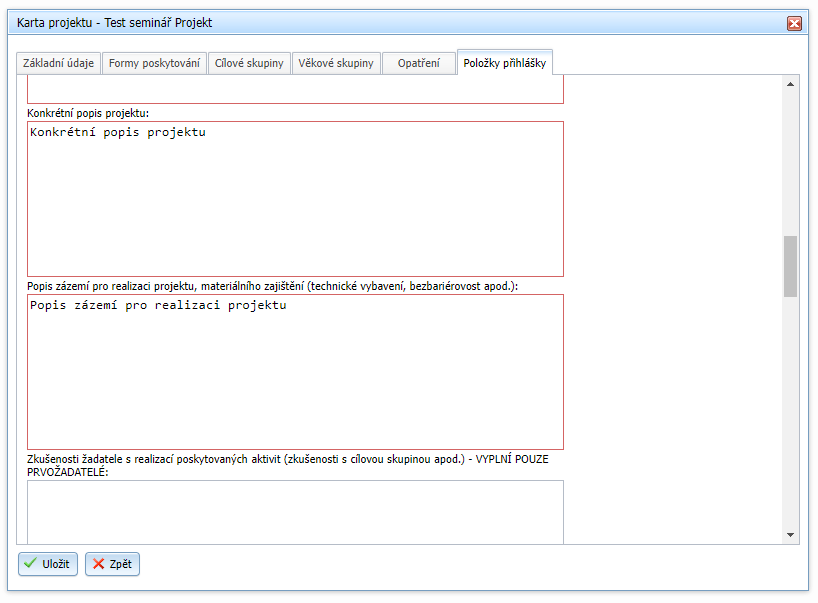 Karta projektu - Test seminář Projekt
Základní údaje
Formy poskytování
Cílové skupiny
Věkové skupiny
Opatření
Položky přihlášky
Konkrétní popis projektu:
Konkrétní popis projektu
Popis zázemí pro realizaci projektu, materiálního zajištění (technické vybavení, bezbariérovost apod.):
Popis zázemí pro realizaci projektu
Zkušenosti žadatele s realizací poskytovaných aktivit (zkušenosti s cílovou skupinou apod.) - VYPLNÍ POUZE
PRVOŽADATELÉ:
Uložit
Zpět